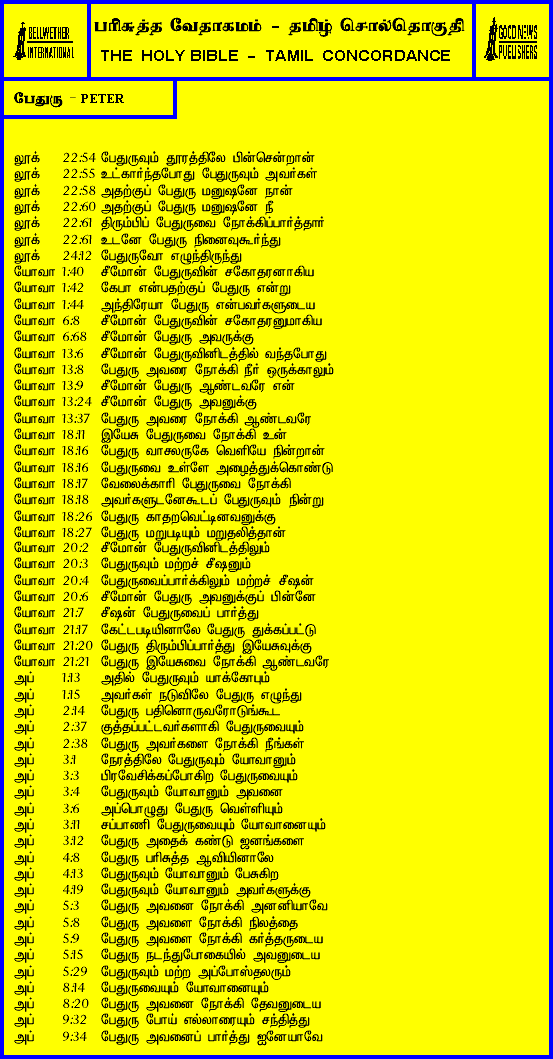 BELLWETHER
INTERNATIONAL
பரிசுத்த வேதாகமம் - தமிழ் சொல்தொகுதி
THE HOLY BIBLE - TAMIL CONCORDANCE
GOOD NEWS
PUBLISHERS
பேதுரு - PETER
லூக் 22:54 பேதுருவும் தூரத்திலே பின்சென்றான்
லூக் 22:55 உட்கார்ந்தபோது பேதுருவும் அவர்கள்
லூக் 22:58 அதற்குப் பேதுரு மனுஷனே நான்
லூக் 22:60 அதற்குப் பேதுரு மனுஷனே நீ
லூக் 22:61 திரும்பிப் பேதுருவை நோக்கிப்பார்த்தார்
லூக் 22:61 உடனே பேதுரு நினைவுகூர்ந்து
லூக் 24:12 பேதுருவோ எழுந்திருந்து
யோவா 1:40 சீமோன் பேதுருவின் சகோதரனாகிய
யோவா 1:42 கேபா என்பதற்குப் பேதுரு என்று
யோவா 1:44 அந்திரேயா பேதுரு என்பவர்களுடைய
யோவா 6:8 சீமோன் பேதுருவின் சகோதரனுமாகிய
யோவா 6:68 சீமோன் பேதுரு அவருக்கு
யோவா 13:6 சீமோன் பேதுருவினிடத்தில் வந்தபோது
யோவா 13:8 பேதுரு அவரை நோக்கி நீர் ஒருக்காலும்
யோவா 13:9 சீமோன் பேதுரு ஆண்டவரே என்
யோவா 13:24 சீமோன் பேதுரு அவனுக்கு
யோவா 13:37 பேதுரு அவரை நோக்கி ஆண்டவரே
யோவா 18:11 இயேசு பேதுருவை நோக்கி உன்
யோவா 18:16 பேதுரு வாசலருகே வெளியே நின்றான்
யோவா 18:16 பேதுருவை உள்ளே அழைத்துக்கொண்டு
யோவா 18:17 வேலைக்காரி பேதுருவை நோக்கி
யோவா 18:18 அவர்களுடனேகூடப் பேதுருவும் நின்று
யோவா 18:26 பேதுரு காதறவெட்டினவனுக்கு
யோவா 18:27 பேதுரு மறுபடியும் மறுதலித்தான்
யோவா 20:2 சீமோன் பேதுருவினிடத்திலும்
யோவா 20:3 பேதுருவும் மற்றச் சீஷனும்
யோவா 20:4 பேதுருவைப்பார்க்கிலும் மற்றச் சீஷன்
யோவா 20:6 சீமோன் பேதுரு அவனுக்குப் பின்னே
யோவா 21:7 சீஷன் பேதுருவைப் பார்த்து
யோவா 21:17 கேட்டபடியினாலே பேதுரு துக்கப்பட்டு
யோவா 21:20 பேதுரு திரும்பிப்பார்த்து இயேசுவுக்கு
யோவா 21:21 பேதுரு இயேசுவை நோக்கி ஆண்டவரே
அப் 1:13 அதில் பேதுருவும் யாக்கோபும்
அப் 1:15 அவர்கள் நடுவிலே பேதுரு எழுந்து
அப் 2:14 பேதுரு பதினொருவரோடுங்கூட
அப் 2:37 குத்தப்பட்டவர்களாகி பேதுருவையும்
அப் 2:38 பேதுரு அவர்களை நோக்கி நீங்கள்
அப் 3:1 நேரத்திலே பேதுருவும் யோவானும்
அப் 3:3 பிரவேசிக்கப்போகிற பேதுருவையும்
அப் 3:4 பேதுருவும் யோவானும் அவனை
அப் 3:6 அப்பொழுது பேதுரு வெள்ளியும்
அப் 3:11 சப்பாணி பேதுருவையும் யோவானையும்
அப் 3:12 பேதுரு அதைக் கண்டு ஜனங்களை
அப் 4:8 பேதுரு பரிசுத்த ஆவியினாலே
அப் 4:13 பேதுருவும் யோவானும் பேசுகிற
அப் 4:19 பேதுருவும் யோவானும் அவர்களுக்கு
அப் 5:3 பேதுரு அவனை நோக்கி அனனியாவே
அப் 5:8 பேதுரு அவளை நோக்கி நிலத்தை
அப் 5:9 பேதுரு அவளை நோக்கி கர்த்தருடைய
அப் 5:15 பேதுரு நடந்துபோகையில் அவனுடைய
அப் 5:29 பேதுருவும் மற்ற அப்போஸ்தலரும்
அப் 8:14 பேதுருவையும் யோவானையும்
அப் 8:20 பேதுரு அவனை நோக்கி தேவனுடைய
அப் 9:32 பேதுரு போய் எல்லாரையும் சந்தித்து
அப் 9:34 பேதுரு அவனைப் பார்த்து ஐனேயாவே